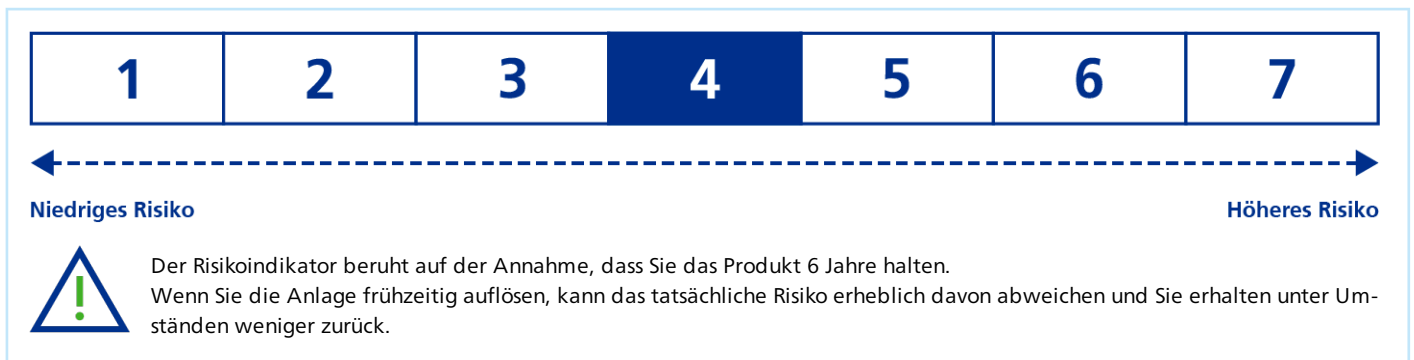 1 2 3 4 5 6 7
Niedriges Risiko Höheres Risiko
Der Risikoindikator beruht auf der Annahme, dass Sie das Produkt 6 Jahre halten.
Wenn Sie die Anlage frühzeitig auflösen, kann das tatsächliche Risiko erheblich davon abweichen und Sie erhalten unter Um-
ständen weniger zurück.